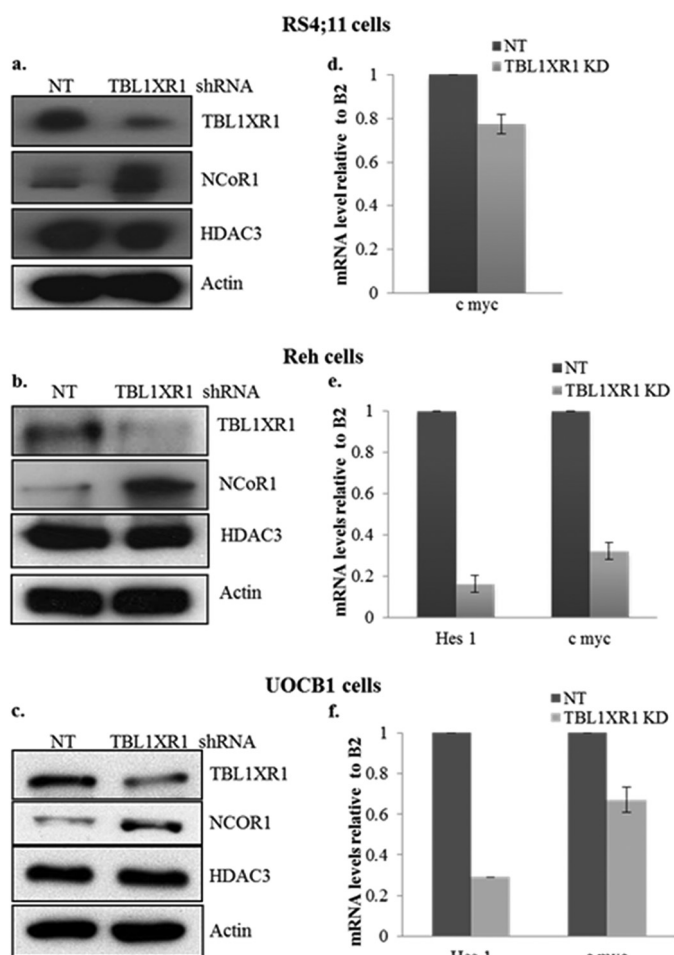 RS4;11 cells
a.
NT TBL1XR1 shRNA
TBL1XR1
NCoR1
HDAC3
Actin
d.
NT
TBL1XR1 KD
mRNA level relative to B2
1
0.8
0.6
0.4
0.2
0
c myc
Reh cells
b.
NT TBL1XR1 shRNA
TBL1XR1
NCoR1
HDAC3
Actin
e.
NT
TBL1XR1 KD
mRNA levels relative to B2
1
0.8
0.6
0.4
0.2
0
Hes 1 c myc
UOCB1 cells
c.
NT TBL1XR1 shRNA
TBL1XR1
NCOR1
HDAC3
Actin
f.
NT
TBL1XR1 KD
mRNA levels relative to B2
1
0.8
0.6
0.4
0.2
0
Hes 1 c myc